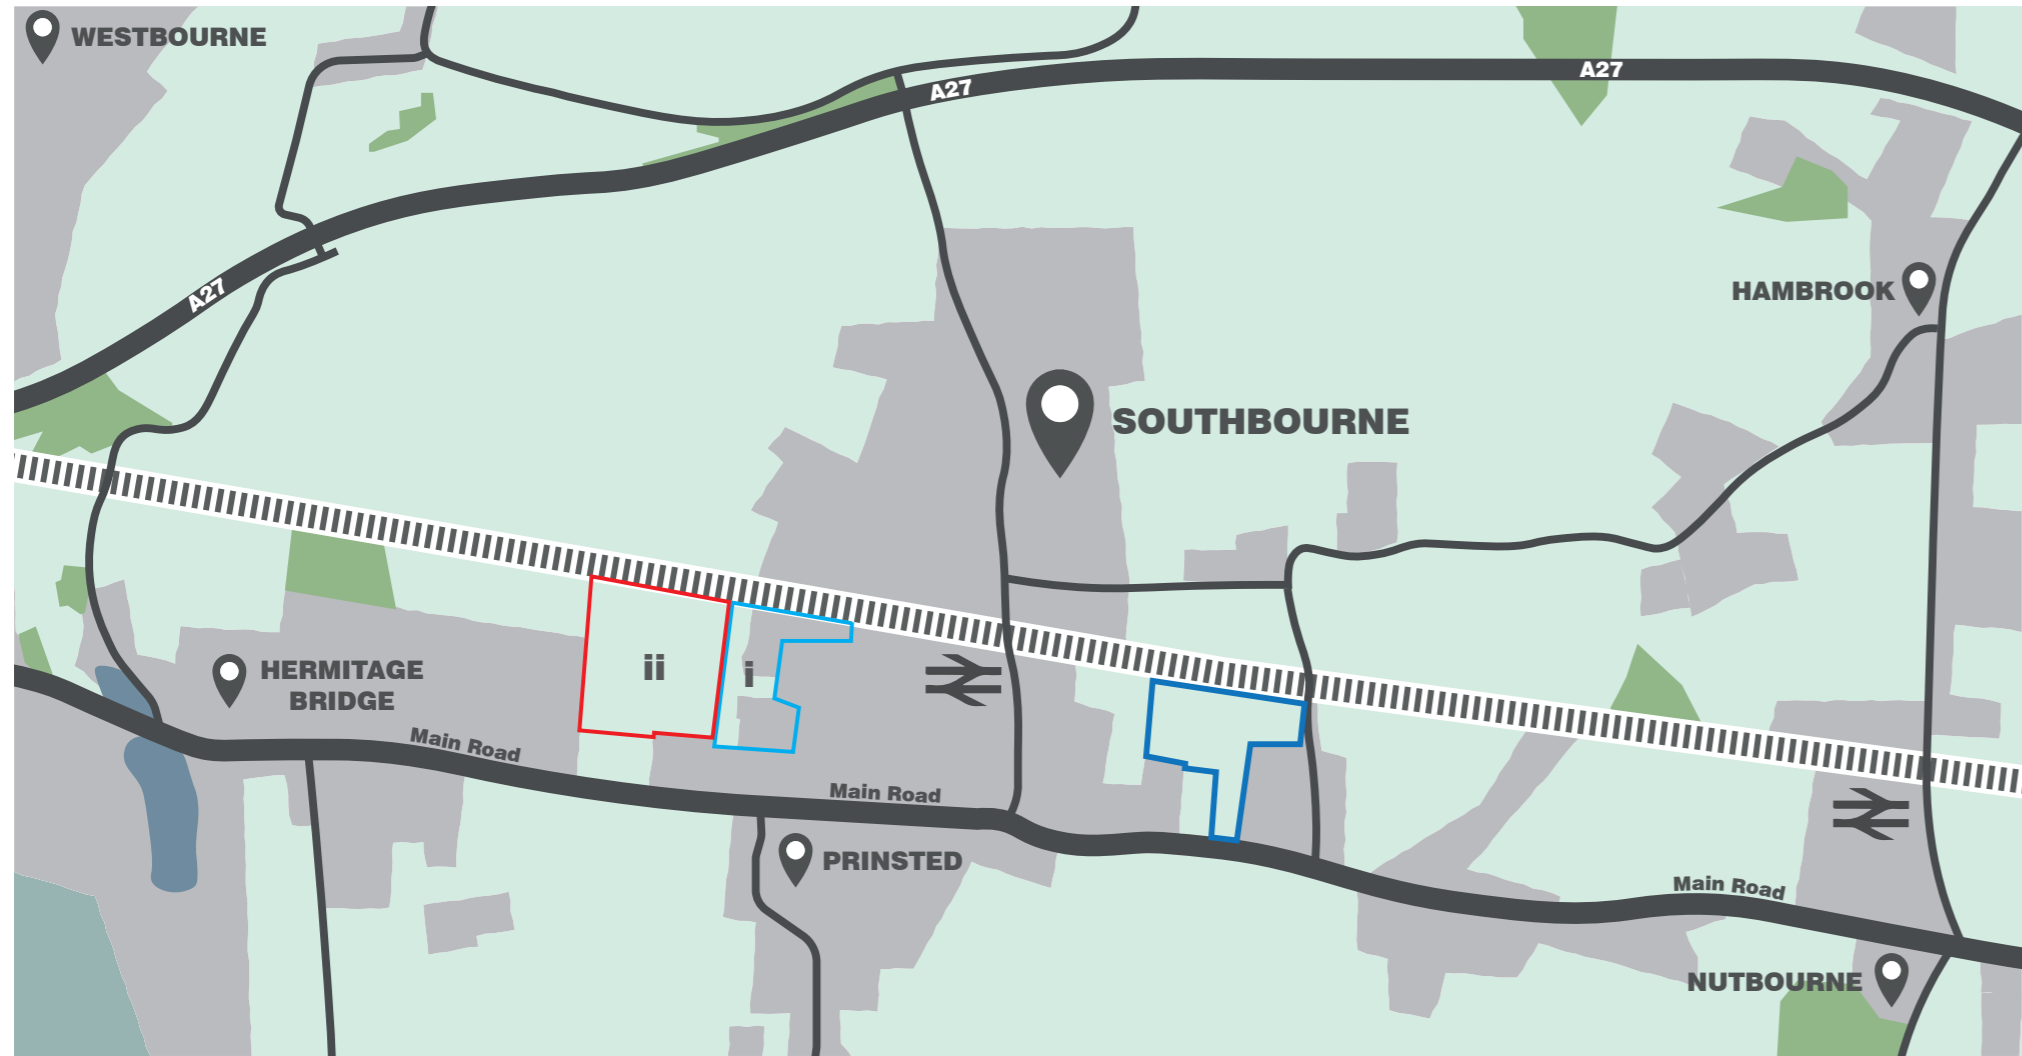 WESTBOURNE
A27
A27
A27
HAMBROOK
SOUTHBOURNE
HERMITAGE
BRIDGE
ii
i
Main Road
Main Road
PRINSTED
Main Road
NUTBOURNE